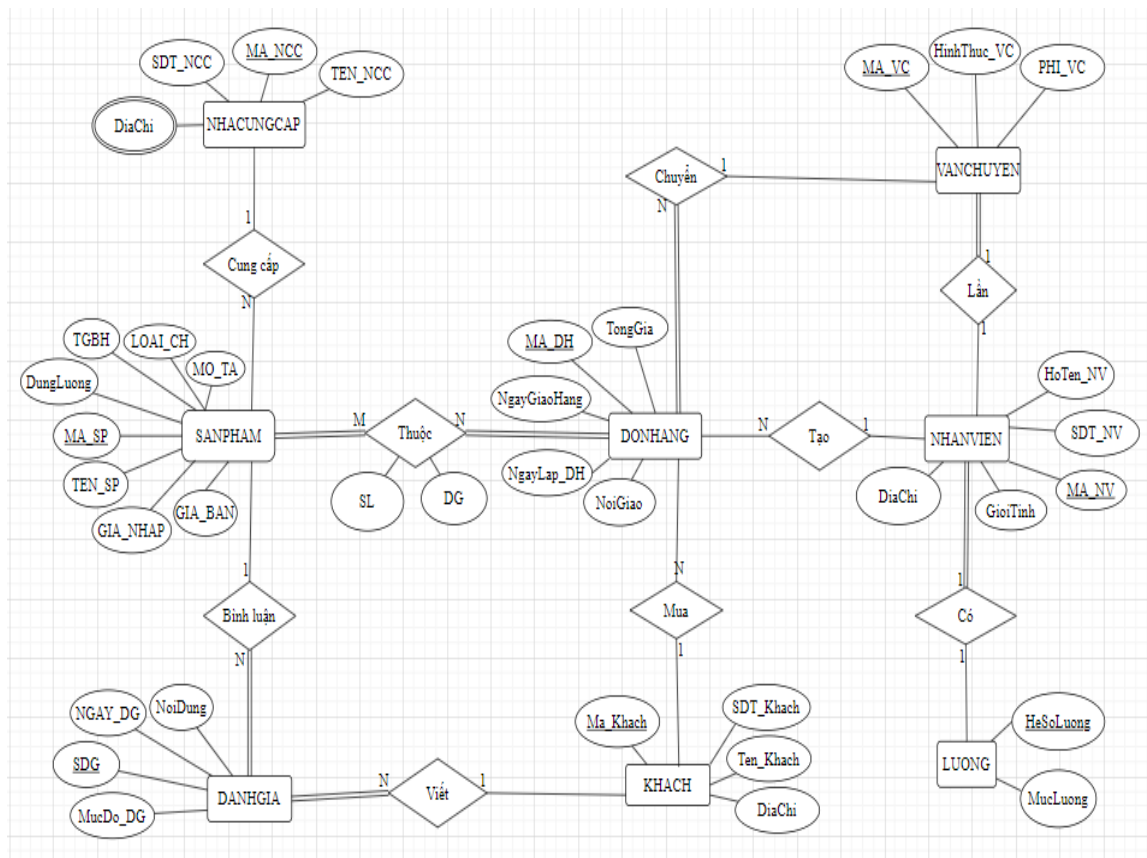 SDT_NCC
MA_NCC
TEN_NCC
DiaChi
NHACUNGCAP
1
Cung cấp
N
MA_VC
HinhThuc_VC
PHI_VC
VANCHUYEN
Chuyển
1
N
1
Lần
1
TGBH
LOAI_CH
MO_TA
DungLuong
MA_SP
TEN_SP
GIA_NHAP
GIA_BAN
SANPHAM
M
Thuộc
N
SL
DG
MA_DH
TongGia
NgayGiaoHang
DONHANG
NgayLap_DH
NoiGiao
N
Tạo
1
HoTen_NV
NHANVIEN
SDT_NV
MA_NV
DiaChi
GioiTinh
1
Bình luận
N
N
Mua
1
1
Có
1
NGAY_DG
NoiDung
SDG
MucDo_DG
DANHGIA
N
Viết
1
Ma_Khach
SDT_Khach
Ten_Khach
KHACH
DiaChi
HeSoLuong
LUONG
MucLuong